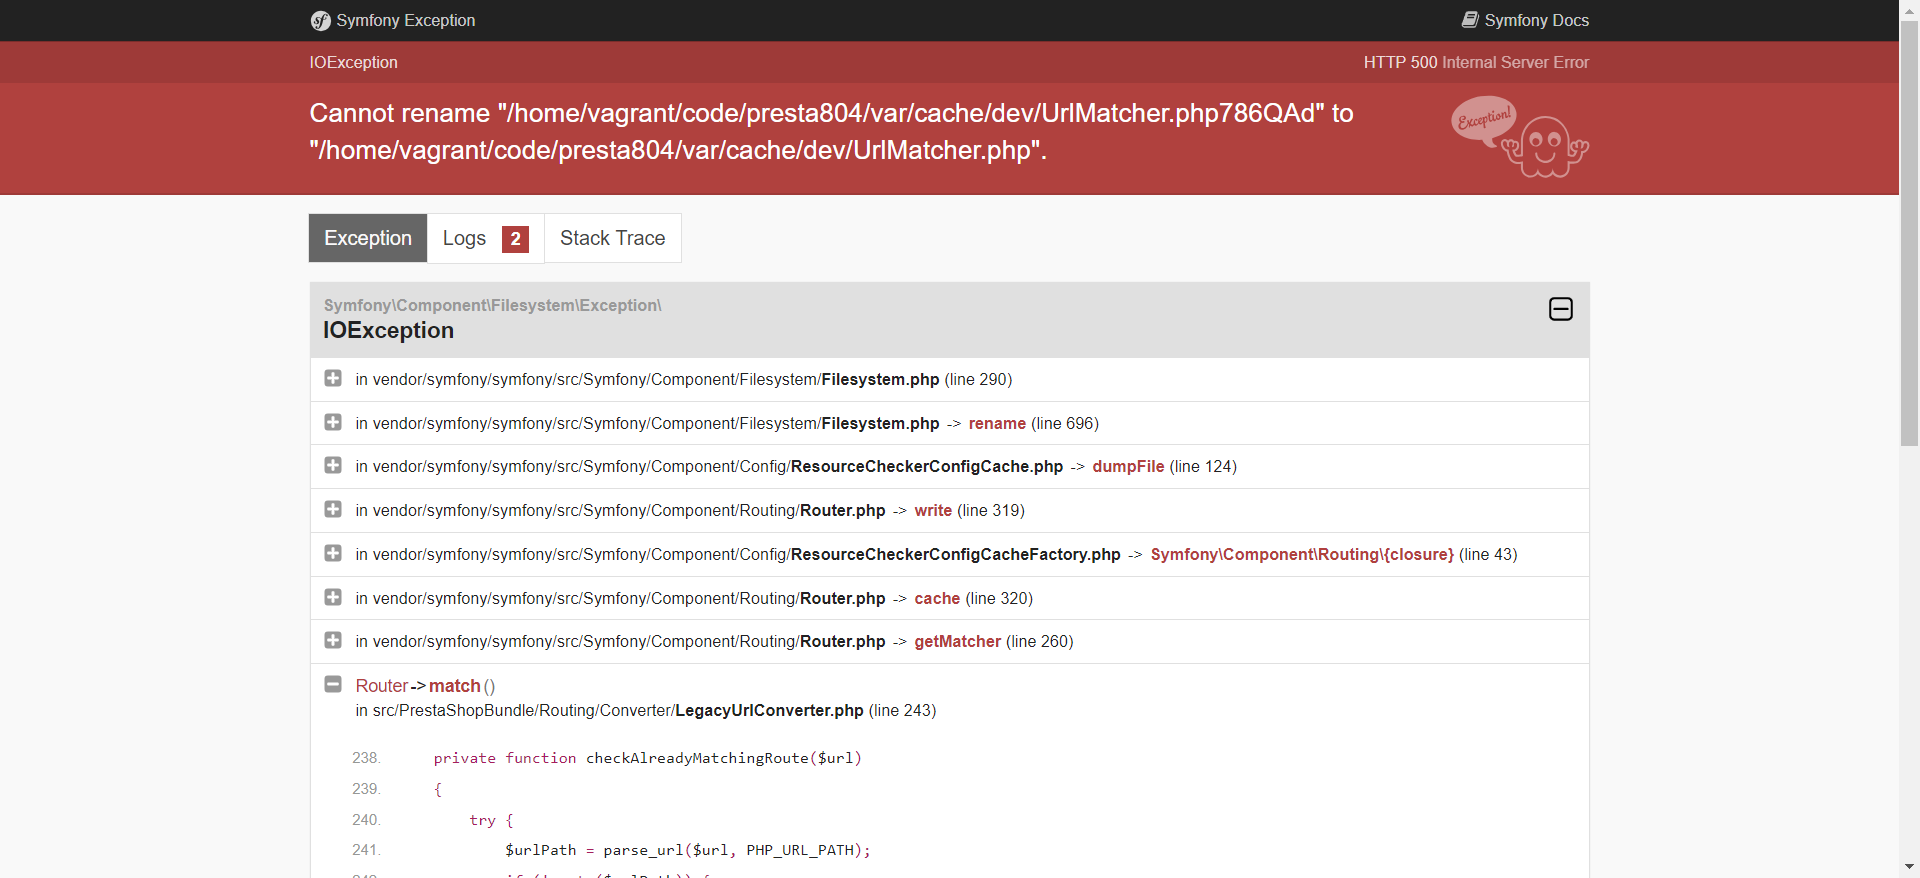 Symfony Exception
Symfony Docs
IOException
HTTP 500 Internal Server Error
Cannot rename "/home/vagrant/code/presta804/var/cache/dev/UrlMatcher.php786QAd" to
"/home/vagrant/code/presta804/var/cache/dev/UrlMatcher.php".
Exception!
Exception
Logs 2
Stack Trace
Symfony\Component\Filesystem\Exception\
IOException
in vendor/symfony/symfony/src/Symfony/Component/Filesystem/Filesystem.php (line 290)
in vendor/symfony/symfony/src/Symfony/Component/Filesystem/Filesystem.php -> rename (line 696)
in vendor/symfony/symfony/src/Symfony/Component/Config/ResourceCheckerConfigCache.php -> dumpFile (line 124)
in vendor/symfony/symfony/src/Symfony/Component/Routing/Router.php -> write (line 319)
in vendor/symfony/symfony/src/Symfony/Component/Config/ResourceCheckerConfigCacheFactory.php -> Symfony\Component\Routing\{closure} (line 43)
in vendor/symfony/symfony/src/Symfony/Component/Routing/Router.php -> cache (line 320)
in vendor/symfony/symfony/src/Symfony/Component/Routing/Router.php -> getMatcher (line 260)
Router->match()
in src/PrestaShopBundle/Routing/Converter/LegacyUrlConverter.php (line 243)
238. private function checkAlreadyMatchingRoute($url)
239. {
240. try {
241. $urlPath = parse_url($url, PHP_URL_PATH);